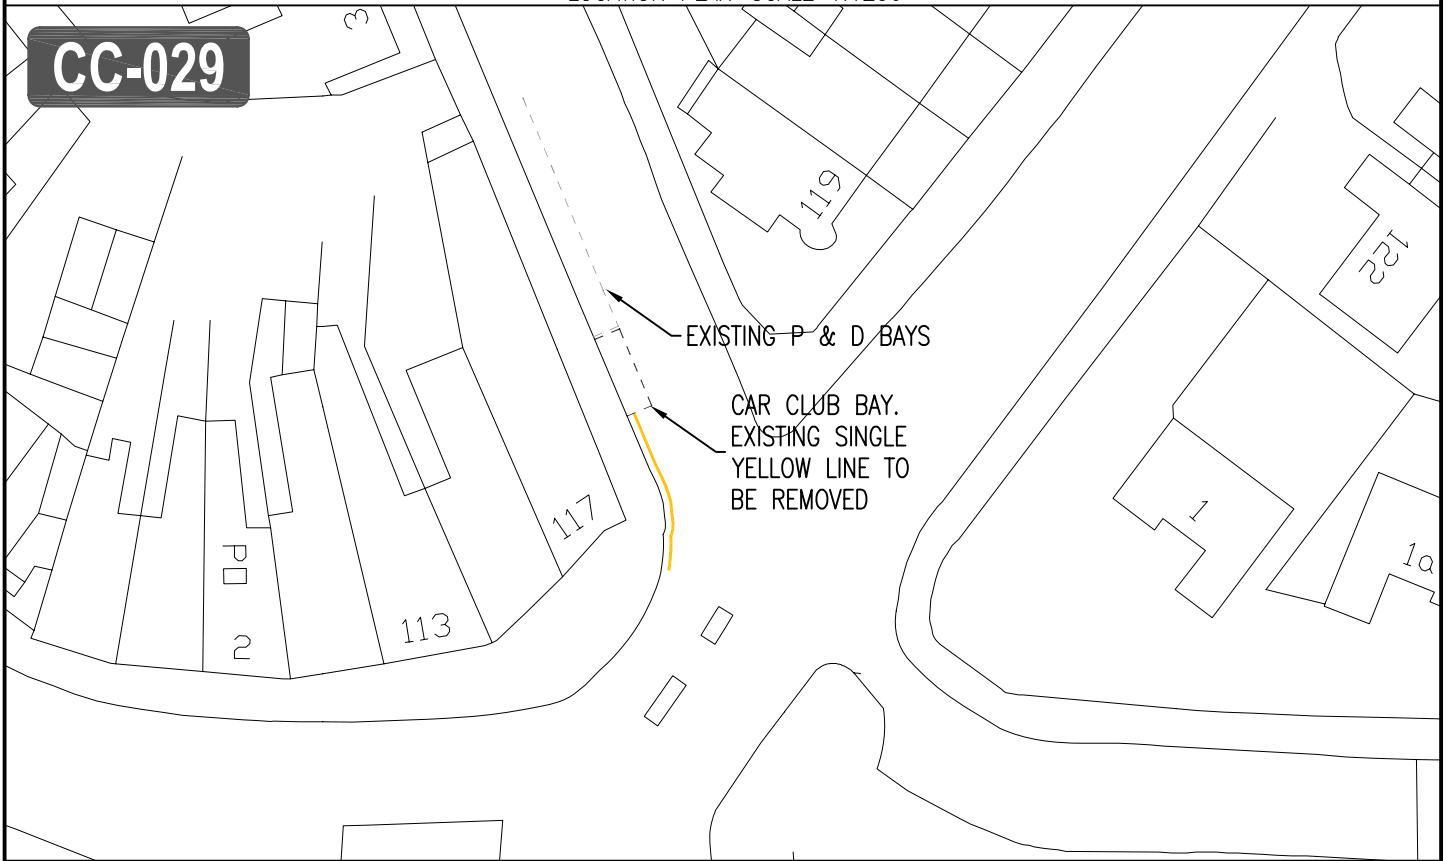 CC-029
3
119
122
EXISTING P & D BAYS
CAR CLUB BAY.
EXISTING SINGLE
YELLOW LINE TO
BE REMOVED
117
1
1a
PO
113
2